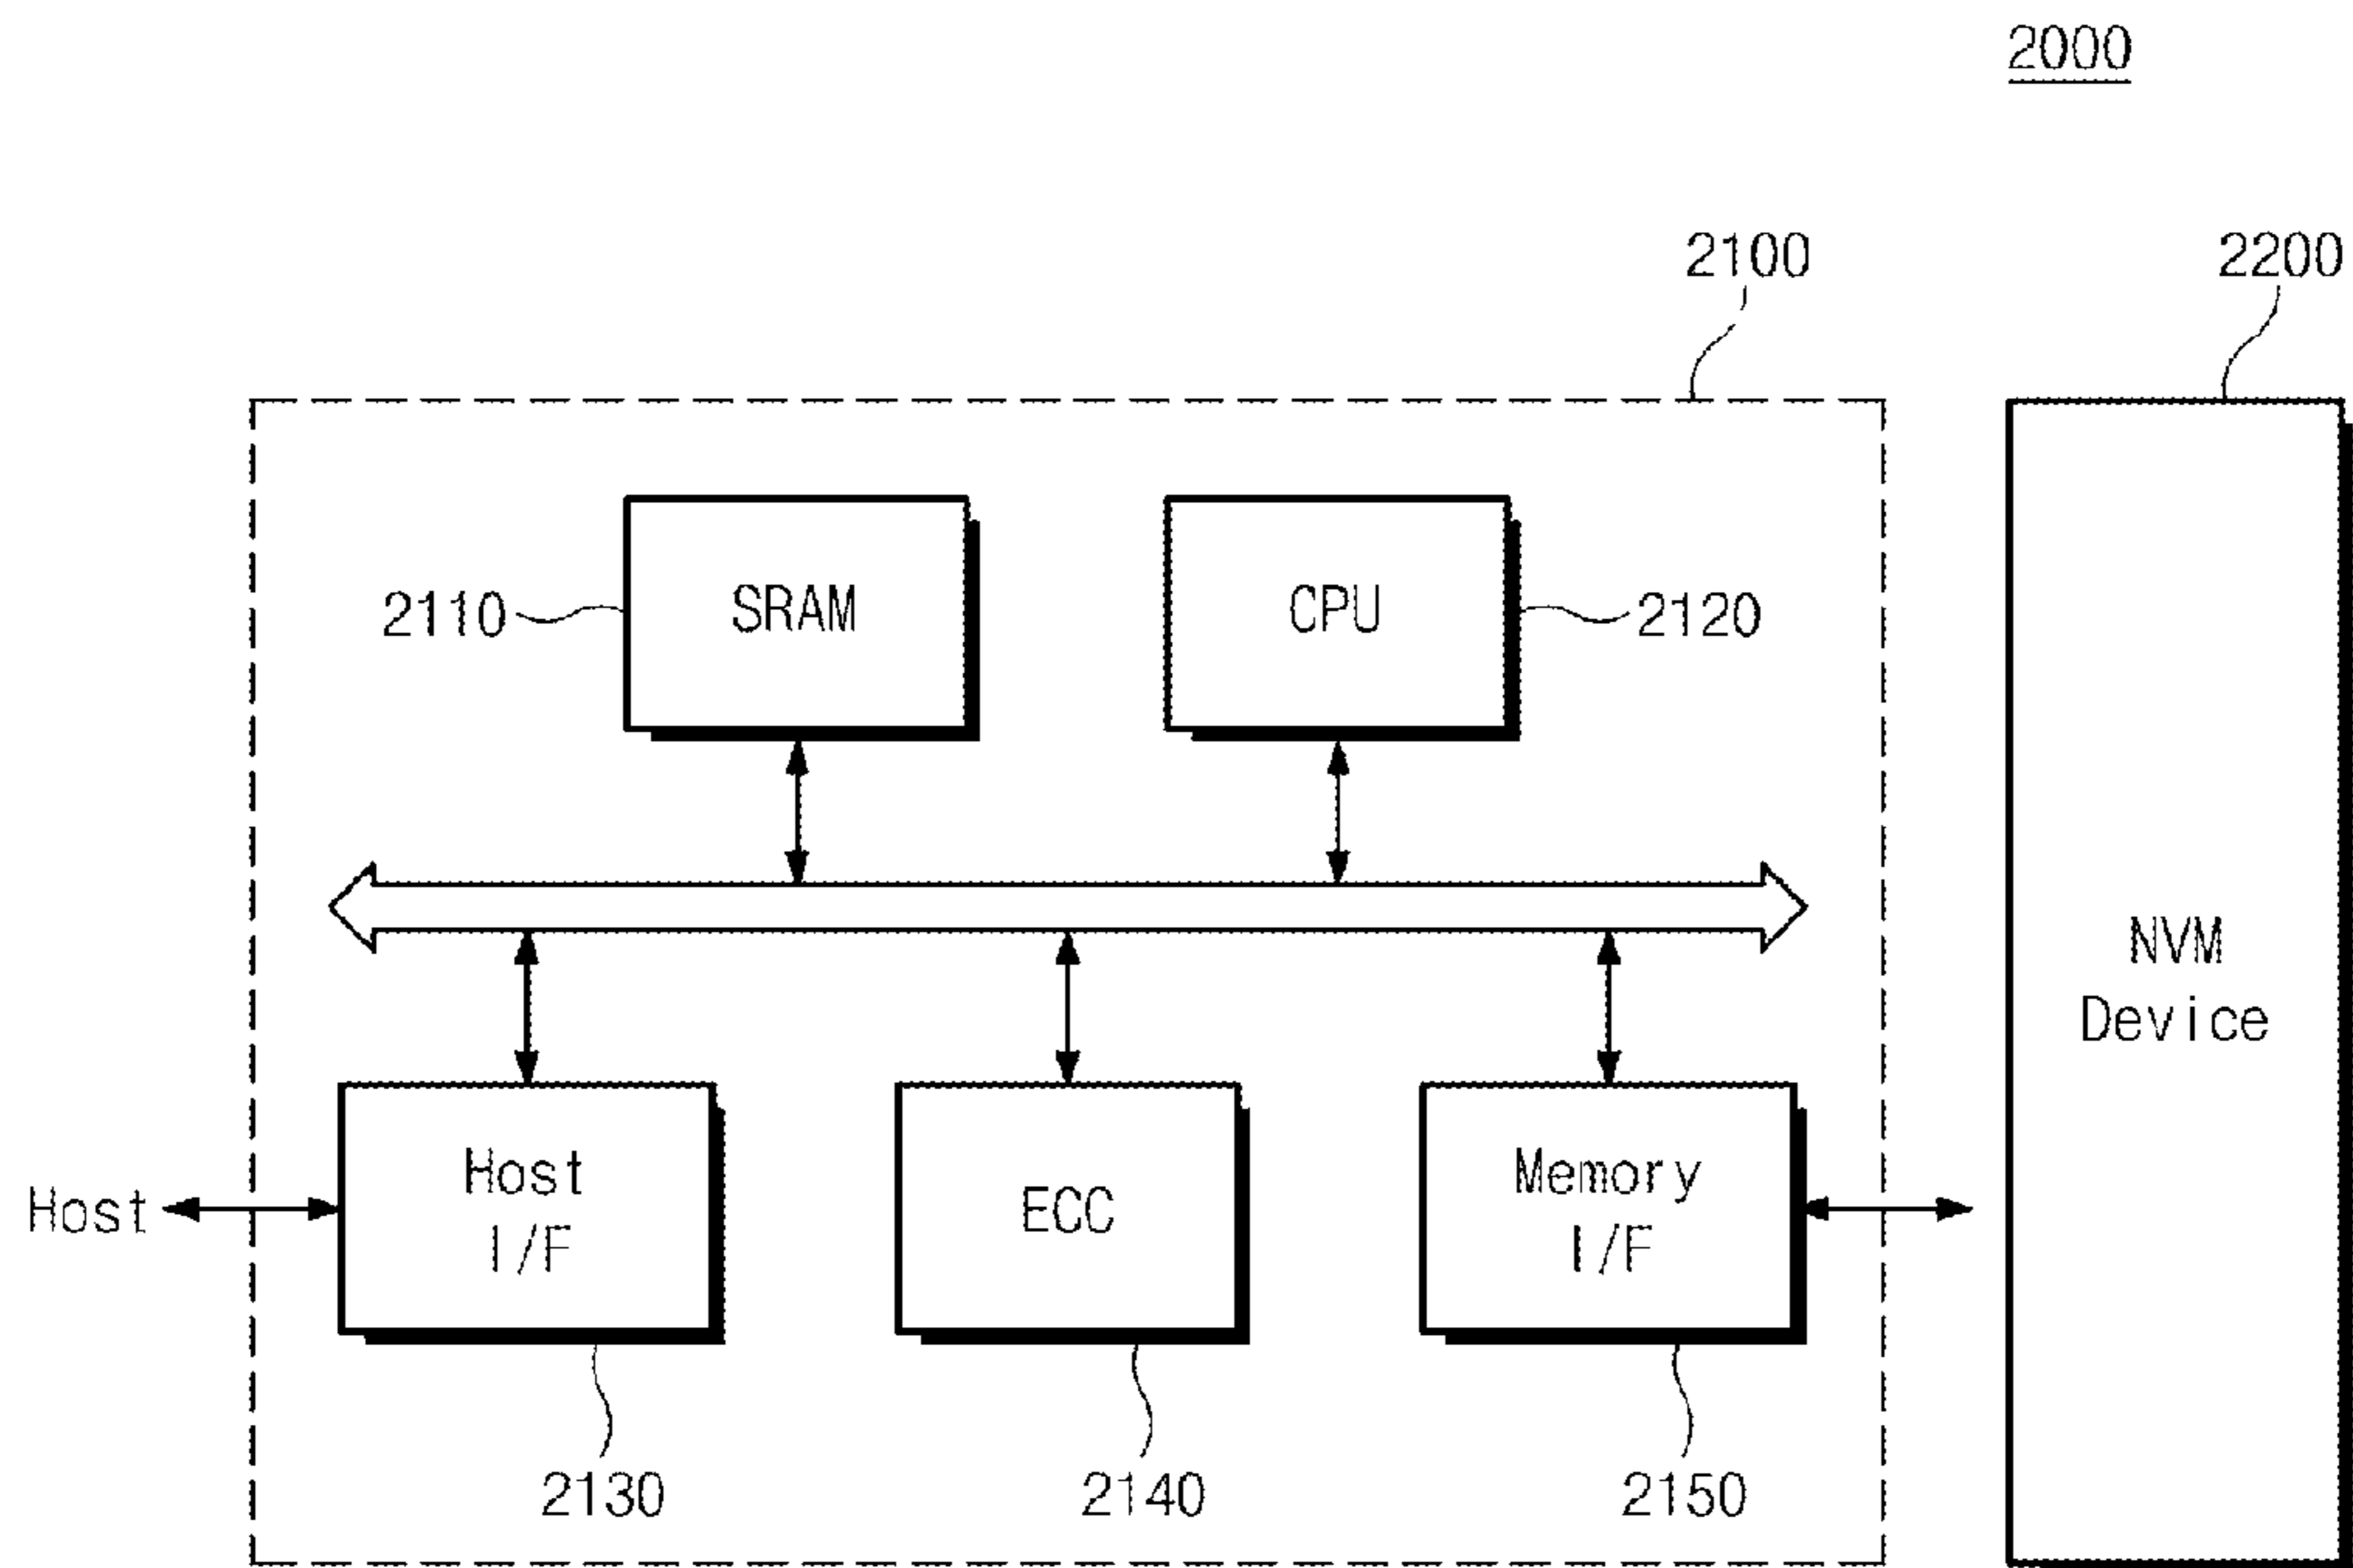 2000
2100
2200
2110
SRAM
CPU
2120
NVM
Device
Host
Host
I/F
ECC
Memory
I/F
2130
2140
2150